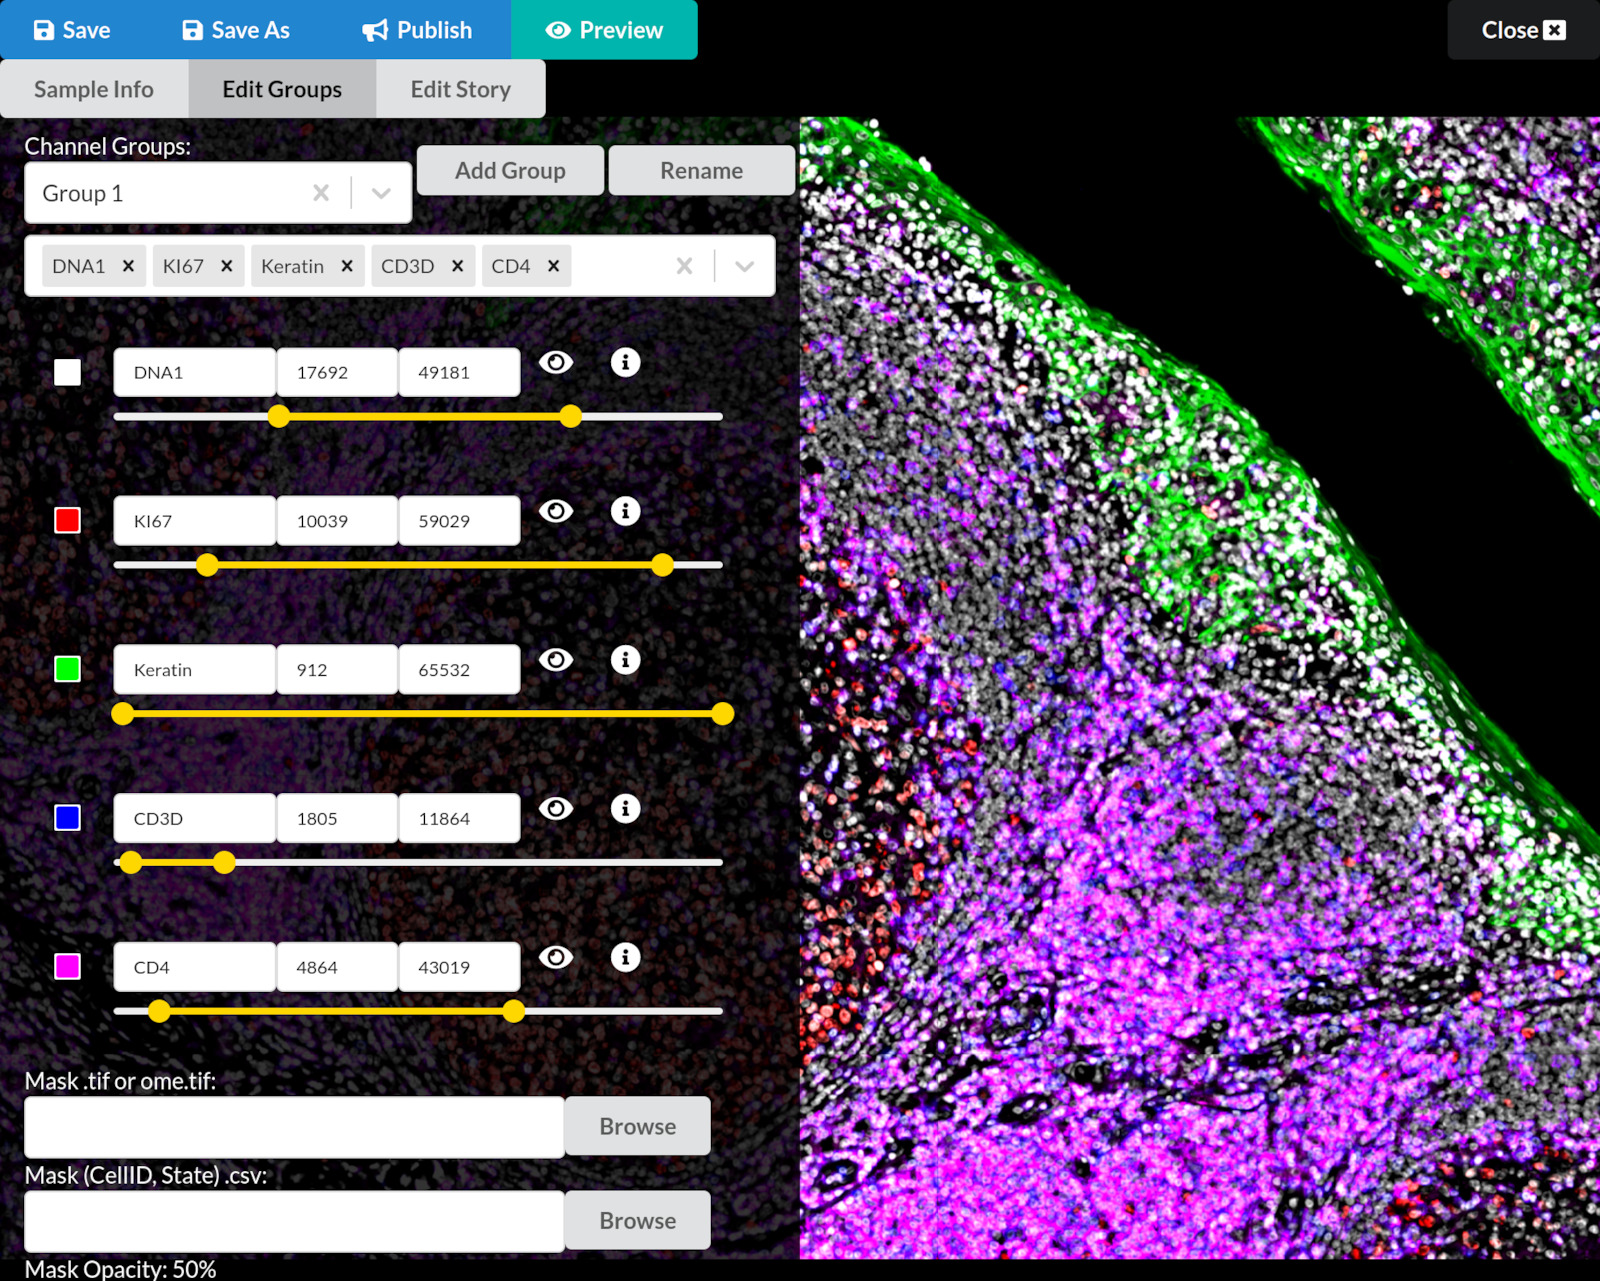 Save Save As Publish Preview Close
Sample Info Edit Groups Edit Story
Channel Groups:
Group 1 Add Group Rename
DNA1 KI67 Keratin CD3D CD4
DNA1 17692 49181
KI67 10039 59029
Keratin 912 65532
CD3D 1805 11864
CD4 4864 43019
Mask .tif or ome.tif:
Browse
Mask (CellID, State) .csv:
Browse
Mask Opacity: 50%